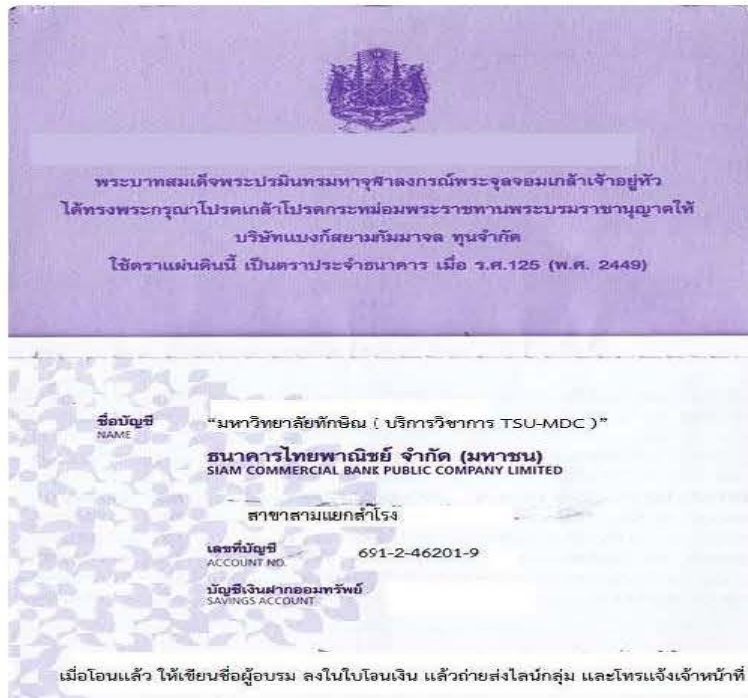 พระบาทสมเด็จพระปรมินทรมหาจุฬาลงกรณ์พระจุลจอมเกล้าเจ้าอยู่หัว
ได้ทรงพระกรุณาโปรดเกล้าโปรดกระหม่อมพระราชทานพระบรมราชานุญาตให้
บริษัทแบงก์สยามกัมมาจล ทุนจำกัด
ใช้ตราแผ่นดินนี้ เป็นตราประจำธนาคาร เมื่อ ร.ศ.125 (พ.ศ. 2449)
ชื่อบัญชี "มหาวิทยาลัยทักษิณ ( บริการวิชาการ TSU-MDC )"
NAME
ธนาคารไทยพาณิชย์ จำกัด (มหาชน)
SIAM COMMERCIAL BANK PUBLIC COMPANY LIMITED
สาขาสามแยกสำโรง
เลขที่บัญชี 691-2-46201-9
ACCOUNT NO.
บัญชีเงินฝากออมทรัพย์
SAVINGS ACCOUNT
เมื่อโอนแล้ว ให้เขียนชื่อผู้อบรม ลงในใบโอนเงิน แล้วถ่ายส่งไลน์กลุ่ม และโทรแจ้งเจ้าหน้าที่